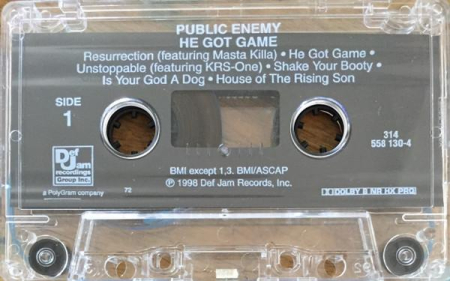 PUBLIC ENEMY
HE GOT GAME
Resurrection (featuring Masta Killa) • He Got Game •
Unstoppable (featuring KRS-One) • Shake Your Booty •
Is Your God A Dog • House of The Rising Son
SIDE
1
314
558 130-4
Def
Jam
recordings
Group Inc.
a PolyGram company
72
BMI except 1,3. BMI/ASCAP
℗ 1998 Def Jam Records, Inc.
DOLBY B NR HX PRO